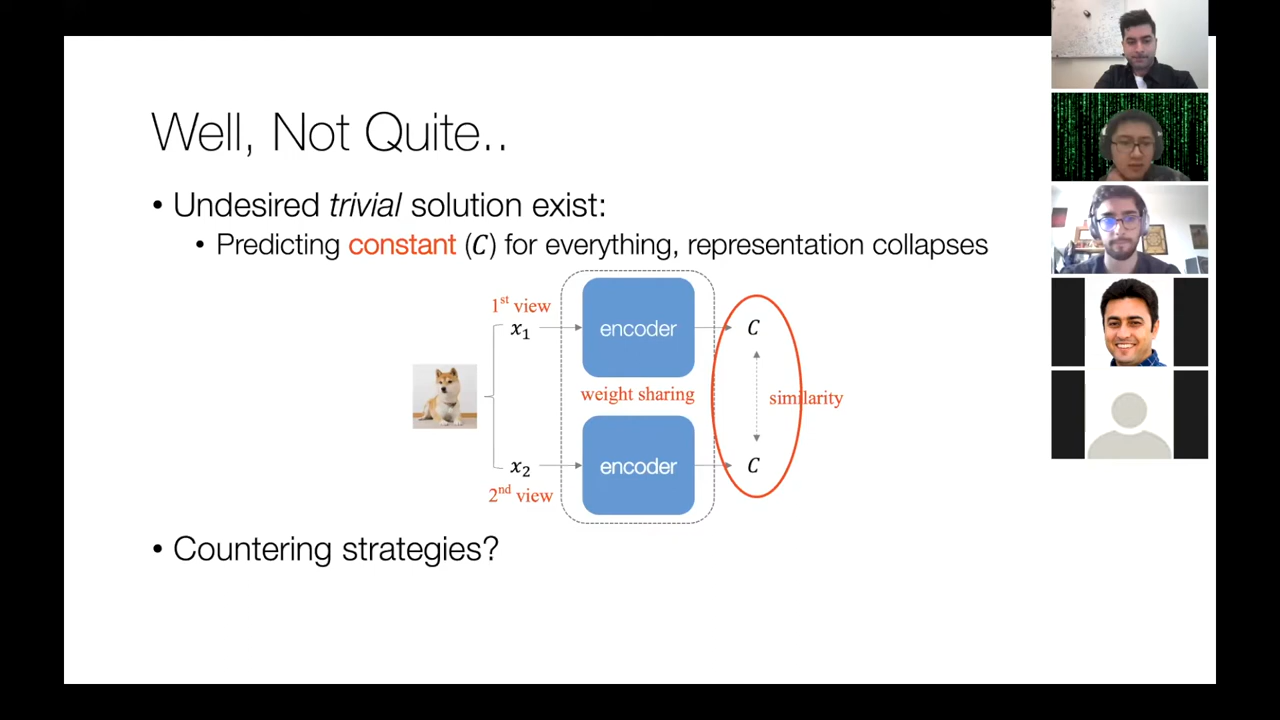 Well, Not Quite..
• Undesired trivial solution exist:
• Predicting constant (C) for everything, representation collapses
1st view
x1
encoder
C
weight sharing
similarity
x2
encoder
C
2nd view
• Countering strategies?